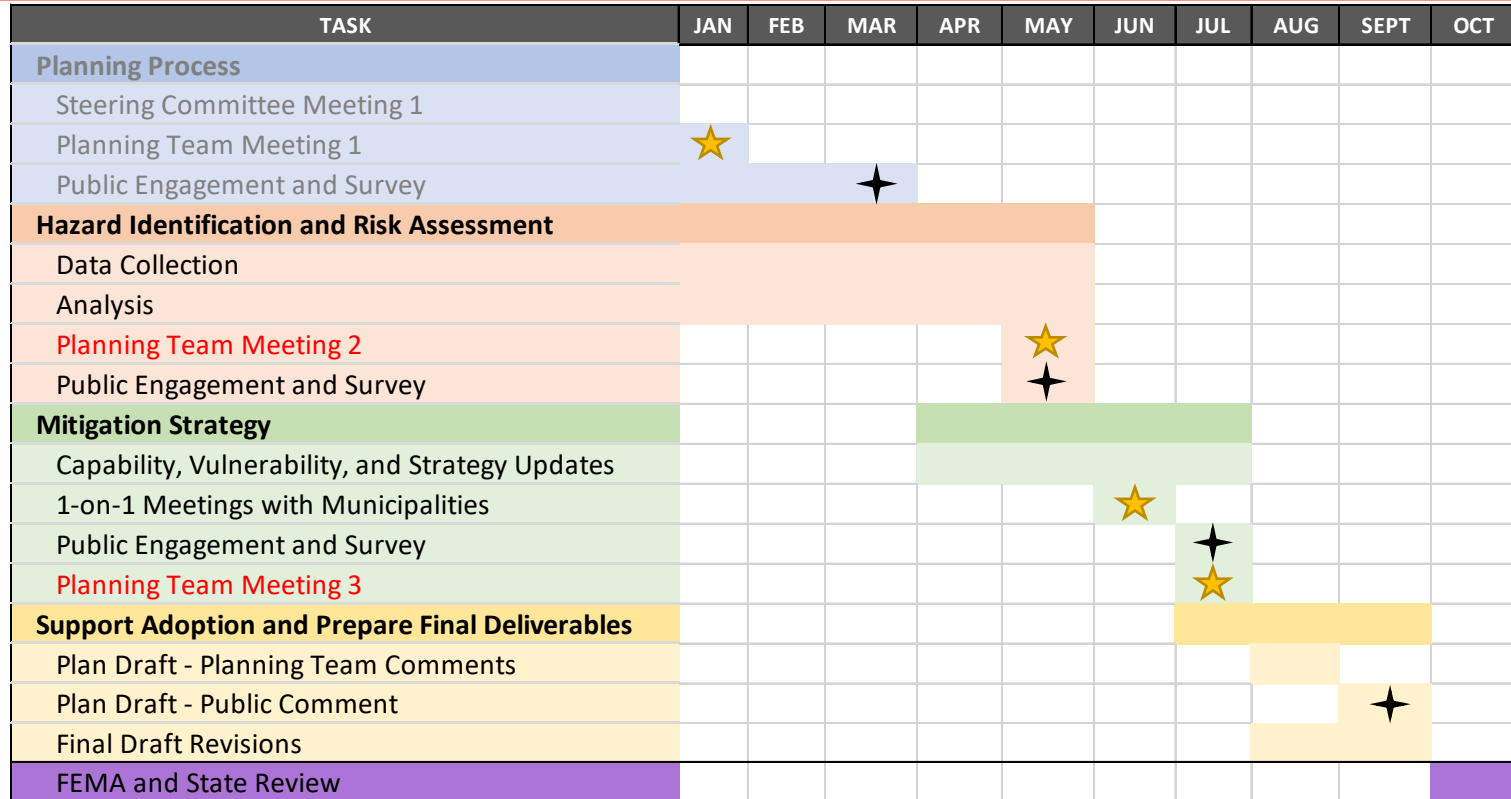 TASK JAN FEB MAR APR MAY JUN JUL AUG SEPT OCT
Planning Process
Steering Committee Meeting 1
Planning Team Meeting 1
Public Engagement and Survey
Hazard Identification and Risk Assessment
Data Collection
Analysis
Planning Team Meeting 2
Public Engagement and Survey
Mitigation Strategy
Capability, Vulnerability, and Strategy Updates
1-on-1 Meetings with Municipalities
Public Engagement and Survey
Planning Team Meeting 3
Support Adoption and Prepare Final Deliverables
Plan Draft - Planning Team Comments
Plan Draft - Public Comment
Final Draft Revisions
FEMA and State Review